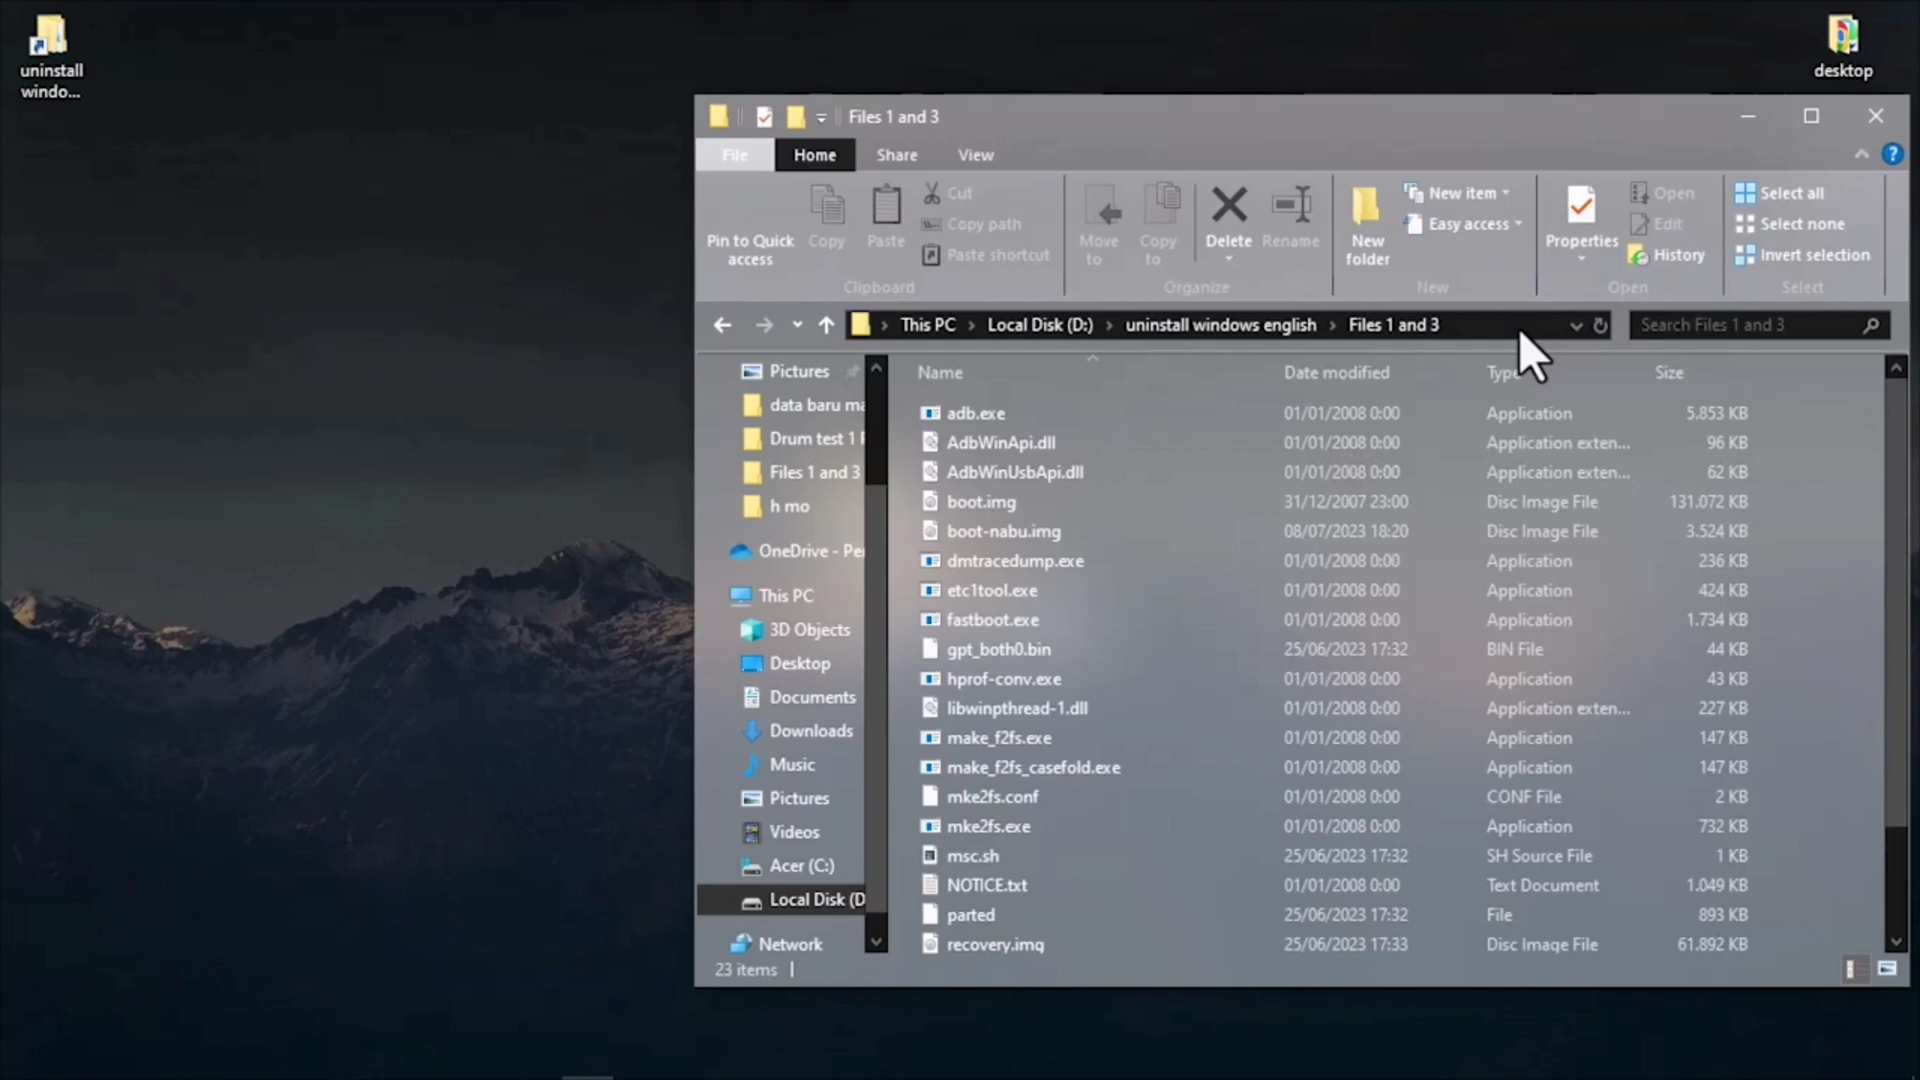 uninstall
windo...
desktop
Files 1 and 3
File
Home
Share
View
Pin to Quick
access
Copy
Paste
Cut
Copy path
Paste shortcut
Clipboard
Move
to
Copy
to
Delete
Rename
Organize
New
folder
New item
Easy access
New
Properties
Open
Edit
History
Open
Select all
Select none
Invert selection
Select
This PC > Local Disk (D:) > uninstall windows english > Files 1 and 3
Search Files 1 and 3
Pictures
data baru ma
Drum test 1
Files 1 and 3
h mo
OneDrive - Per
This PC
3D Objects
Desktop
Documents
Downloads
Music
Pictures
Videos
Acer (C:)
Local Disk (D
Network
Name Date modified Type Size
adb.exe 01/01/2008 0:00 Application 5.853 KB
AdbWinApi.dll 01/01/2008 0:00 Application exten... 96 KB
AdbWinUsbApi.dll 01/01/2008 0:00 Application exten... 62 KB
boot.img 31/12/2007 23:00 Disc Image File 131.072 KB
boot-nabu.img 08/07/2023 18:20 Disc Image File 3.524 KB
dmtracedump.exe 01/01/2008 0:00 Application 236 KB
etc1tool.exe 01/01/2008 0:00 Application 424 KB
fastboot.exe 01/01/2008 0:00 Application 1.734 KB
gpt_both0.bin 25/06/2023 17:32 BIN File 44 KB
hprof-conv.exe 01/01/2008 0:00 Application 43 KB
libwinpthread-1.dll 01/01/2008 0:00 Application exten... 227 KB
make_f2fs.exe 01/01/2008 0:00 Application 147 KB
make_f2fs_casefold.exe 01/01/2008 0:00 Application 147 KB
mke2fs.conf 01/01/2008 0:00 CONF File 2 KB
mke2fs.exe 01/01/2008 0:00 Application 732 KB
msc.sh 25/06/2023 17:32 SH Source File 1 KB
NOTICE.txt 01/01/2008 0:00 Text Document 1.049 KB
parted 25/06/2023 17:32 File 893 KB
recovery.img 25/06/2023 17:33 Disc Image File 61.892 KB
23 items